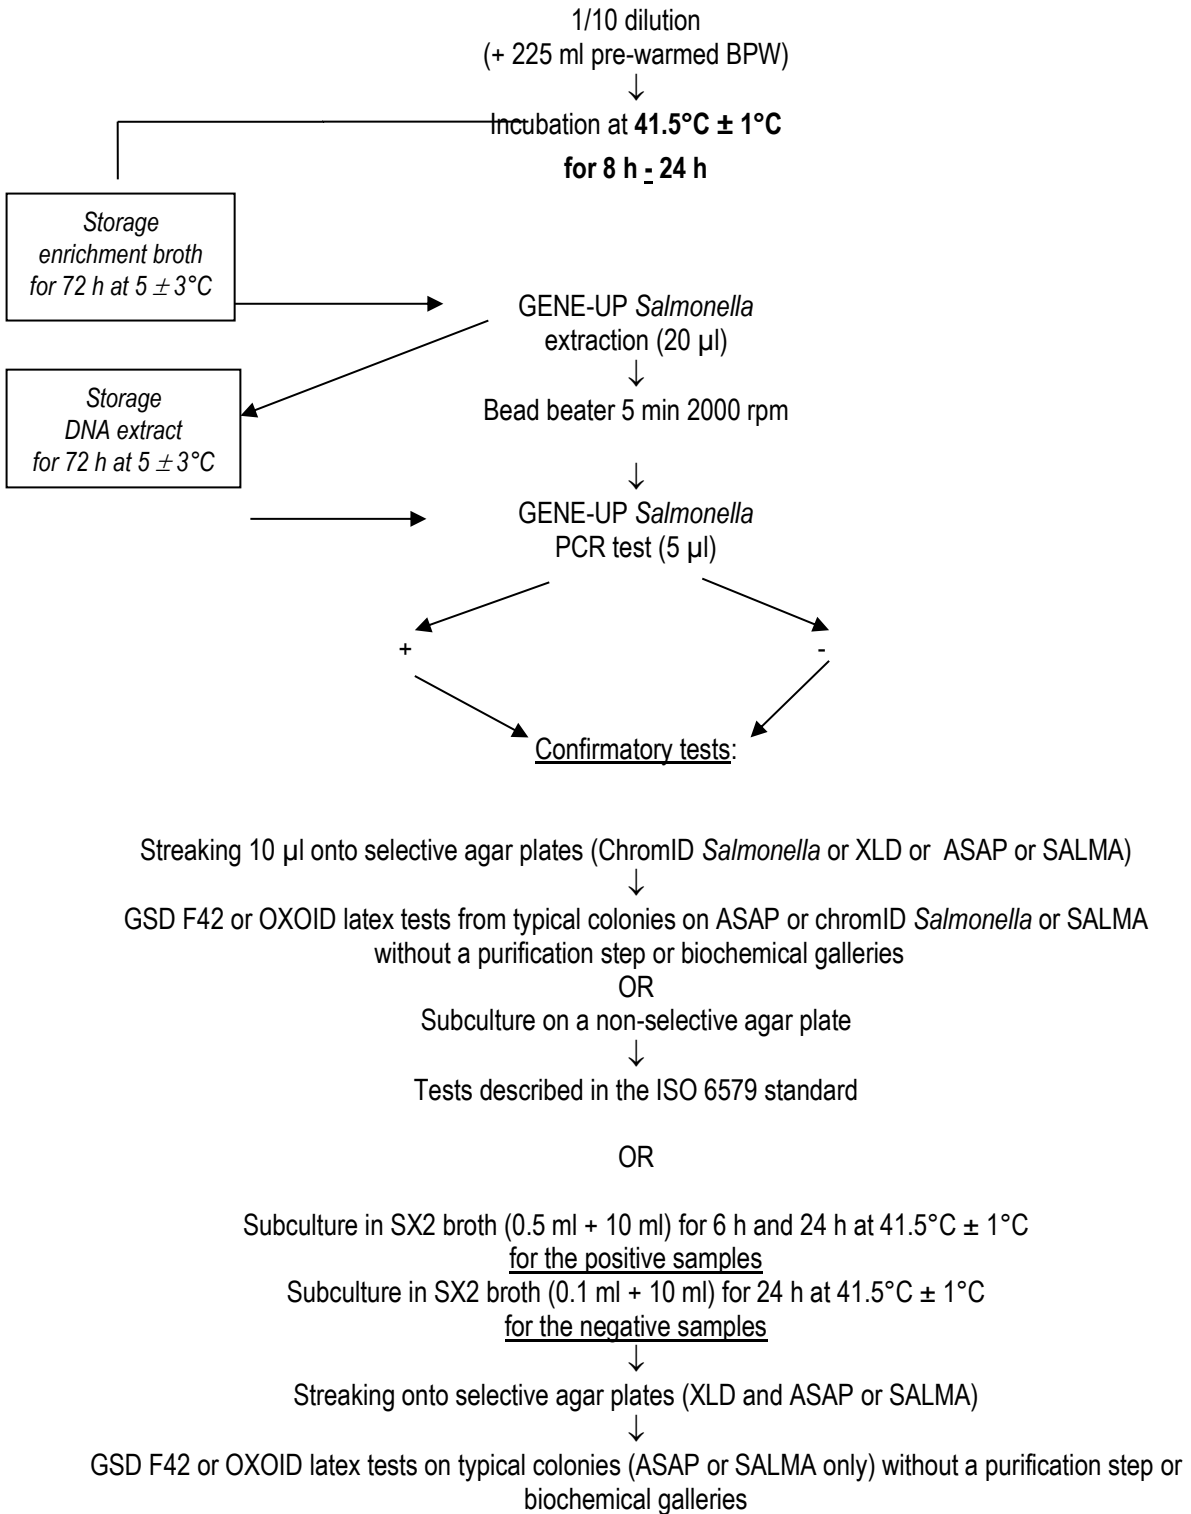 1/10 dilution
(+ 225 ml pre-warmed BPW)
↓
Incubation at 41.5°C ± 1°C
for 8 h - 24 h
Storage
enrichment broth
for 72 h at 5 ± 3°C
GENE-UP Salmonella
extraction (20 µl)
↓
Storage
DNA extract
for 72 h at 5 ± 3°C
Bead beater 5 min 2000 rpm
↓
GENE-UP Salmonella
PCR test (5 µl)
+
-
Confirmatory tests:
Streaking 10 µl onto selective agar plates (ChromID Salmonella or XLD or ASAP or SALMA)
↓
GSD F42 or OXOID latex tests from typical colonies on ASAP or chromID Salmonella or SALMA
without a purification step or biochemical galleries
OR
Subculture on a non-selective agar plate
↓
Tests described in the ISO 6579 standard
OR
Subculture in SX2 broth (0.5 ml + 10 ml) for 6 h and 24 h at 41.5°C ± 1°C
for the positive samples
Subculture in SX2 broth (0.1 ml + 10 ml) for 24 h at 41.5°C ± 1°C
for the negative samples
↓
Streaking onto selective agar plates (XLD and ASAP or SALMA)
↓
GSD F42 or OXOID latex tests on typical colonies (ASAP or SALMA only) without a purification step or
biochemical galleries